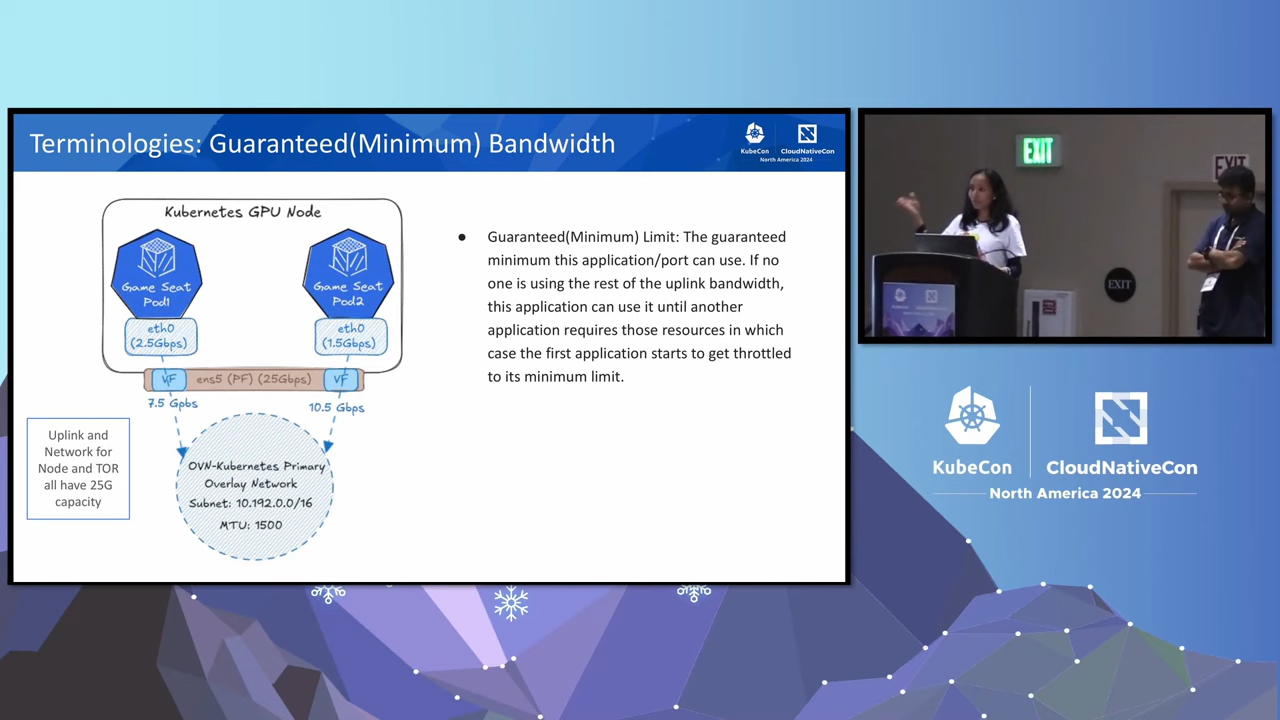 Terminologies: Guaranteed(Minimum) Bandwidth
KubeCon
CloudNativeCon
North America 2024
Kubernetes GPU Node
Game Seat
Pod1
Game Seat
Pod2
eth0
(2.5Gbps)
eth0
(1.5Gbps)
VF
ens5 (PF) (25Gbps)
VF
7.5 Gpbs
10.5 Gbps
Uplink and
Network for
Node and TOR
all have 25G
capacity
OVN-Kubernetes Primary
Overlay Network
Subnet: 10.192.0.0/16
MTU: 1500
● Guaranteed(Minimum) Limit: The guaranteed
minimum this application/port can use. If no
one is using the rest of the uplink bandwidth,
this application can use it until another
application requires those resources in which
case the first application starts to get throttled
to its minimum limit.
EXIT
EXIT
EXIT
KubeCon
CloudNativeCon
North America 2024